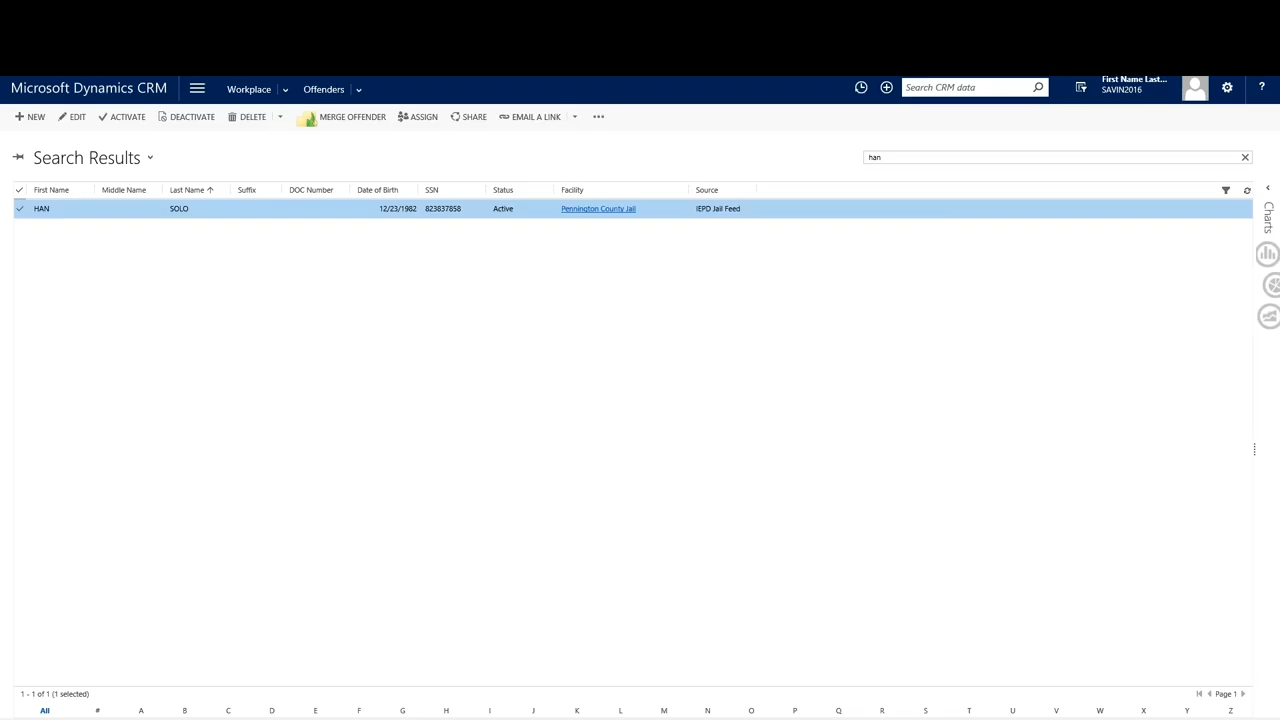 Microsoft Dynamics CRM Workplace Offenders Search CRM data First Name Last... ?
SAVIN2016
NEW EDIT ACTIVATE DEACTIVATE DELETE MERGE OFFENDER ASSIGN SHARE EMAIL A LINK
Search Results han
First Name Middle Name Last Name Suffix DOC Number Date of Birth SSN Status Facility Source
HAN SOLO 12/23/1982 823837858 Active Pennington County Jail IEPD Jail Feed
Charts
1 - 1 of 1 (1 selected) Page 1
All # A B C D E F G H I J K L M N O P Q R S T U V W X Y Z